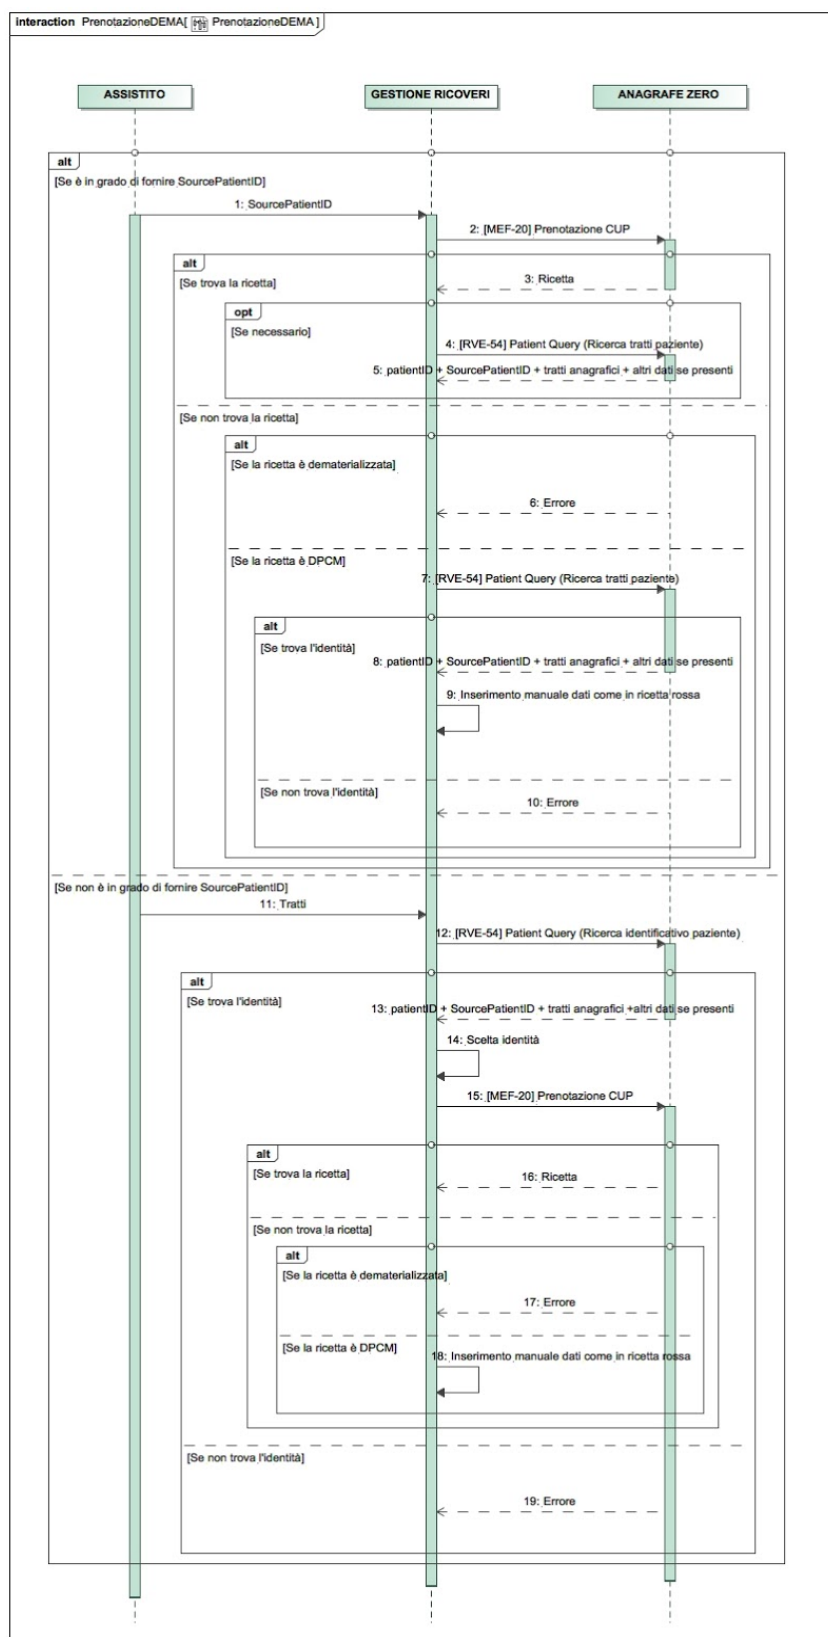 interaction PrenotazioneDEMA[ PrenotazioneDEMA ]
ASSISTITO
GESTIONE RICOVERI
ANAGRAFE ZERO
alt
[Se è in grado di fornire SourcePatientID]
1: SourcePatientID
2: [MEF-20] Prenotazione CUP
alt
[Se trova la ricetta]
3: Ricetta
opt
[Se necessario]
4: [RVE-54] Patient Query (Ricerca tratti paziente)
5: patientID + SourcePatientID + tratti anagrafici + altri dati se presenti
[Se non trova la ricetta]
alt
[Se la ricetta è dematerializzata]
6: Errore
[Se la ricetta è DPCM]
7: [RVE-54] Patient Query (Ricerca tratti paziente)
alt
[Se trova l'identità]
8: patientID + SourcePatientID + tratti anagrafici + altri dati se presenti
9: Inserimento manuale dati come in ricetta rossa
[Se non trova l'identità]
10: Errore
[Se non è in grado di fornire SourcePatientID]
11: Tratti
12: [RVE-54] Patient Query (Ricerca identificativo paziente)
alt
[Se trova l'identità]
13: patientID + SourcePatientID + tratti anagrafici +altri dati se presenti
14: Scelta identità
15: [MEF-20] Prenotazione CUP
alt
[Se trova la ricetta]
16: Ricetta
[Se non trova la ricetta]
alt
[Se la ricetta è dematerializzata]
17: Errore
[Se la ricetta è DPCM]
18: Inserimento manuale dati come in ricetta rossa
[Se non trova l'identità]
19: Errore